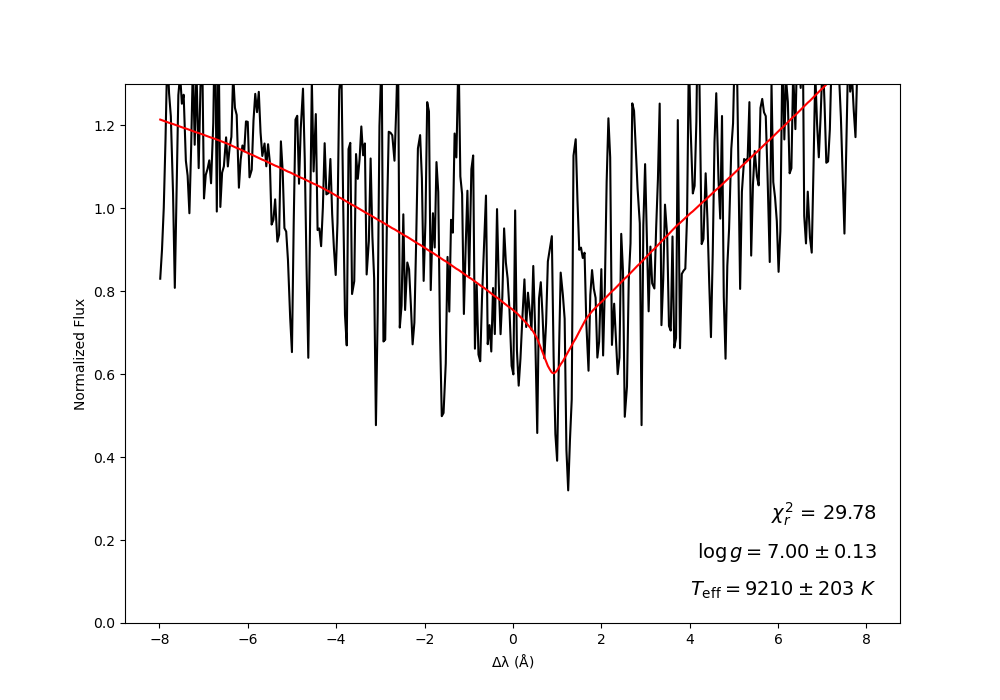 Normalized Flux
1.2
1.0
0.8
0.6
0.4
0.2
0.0
χ²ᵣ = 29.78
log g = 7.00 ± 0.13
T_eff = 9210 ± 203 K
−8 −6 −4 −2 0 2 4 6 8
Δλ (Å)